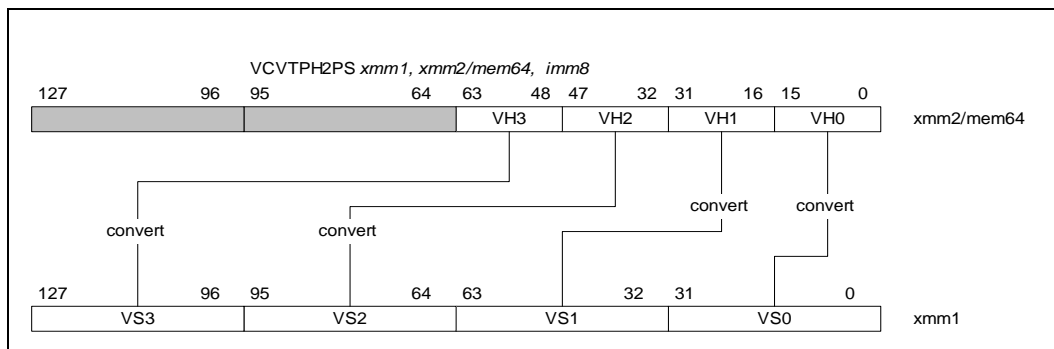 VCVTPH2PS xmm1, xmm2/mem64, imm8
127 96 95 64 63 48 47 32 31 16 15 0
VH3 VH2 VH1 VH0 xmm2/mem64
convert convert convert convert
127 96 95 64 63 32 31 0
VS3 VS2 VS1 VS0 xmm1